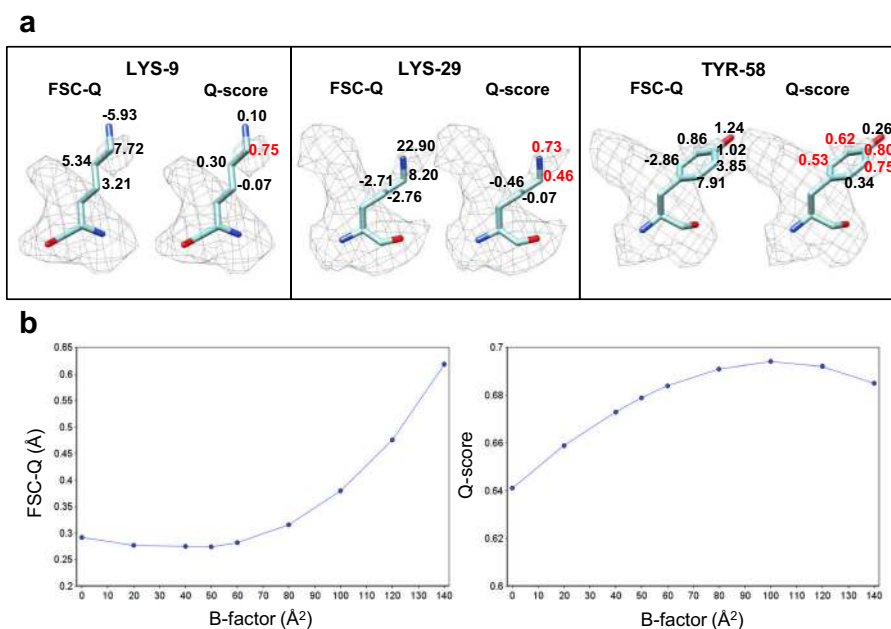 a
LYS-9
FSC-Q Q-score
-5.93 0.10
7.72 0.75
5.34 0.30
3.21 -0.07
LYS-29
FSC-Q Q-score
22.90 0.73
8.20 0.46
-2.71 -0.46
-2.76 -0.07
TYR-58
FSC-Q Q-score
1.24 0.26
0.86 0.62
1.02 0.80
-2.86 0.53
3.85 0.75
7.91 0.34
b
0.65
0.6
0.55
0.5
0.45
0.4
0.35
0.3
0.25
0.2
FSC-Q (Å)
0 10 20 30 40 50 60 70 80 90 100 110 120 130 140
B-factor (Å²)
0.7
0.68
0.66
0.64
0.62
0.6
Q-score
0 10 20 30 40 50 60 70 80 90 100 110 120 130 140
B-factor (Å²)